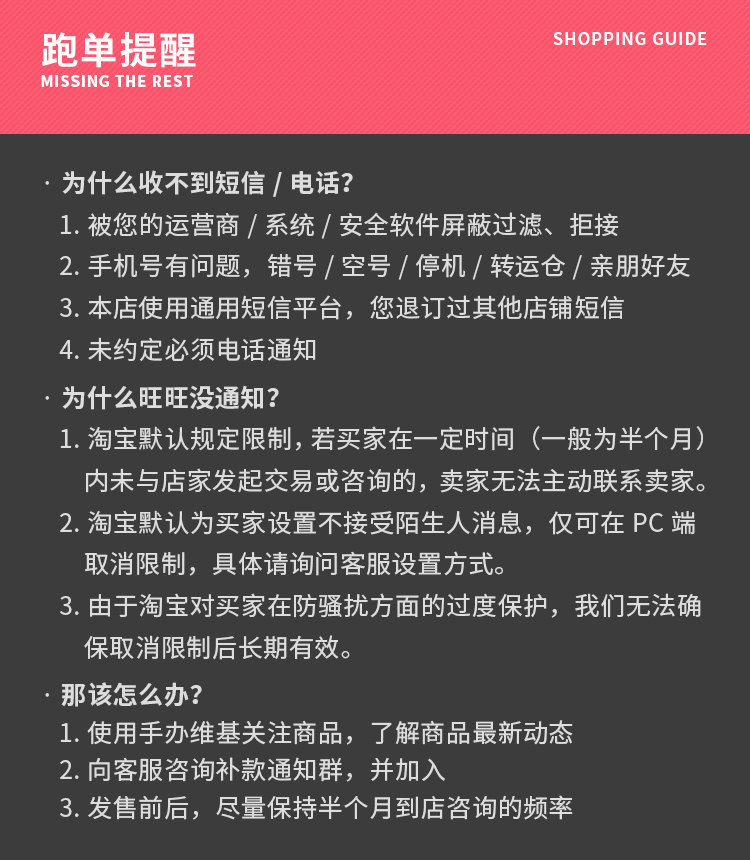 跑单提醒
MISSING THE REST
SHOPPING GUIDE
· 为什么收不到短信 / 电话?
1. 被您的运营商 / 系统 / 安全软件屏蔽过滤、拒接
2. 手机号有问题，错号 / 空号 / 停机 / 转运仓 / 亲朋好友
3. 本店使用通用短信平台，您退订过其他店铺短信
4. 未约定必须电话通知
· 为什么旺旺没通知?
1. 淘宝默认规定限制，若买家在一定时间（一般为半个月）
内未与店家发起交易或咨询的，卖家无法主动联系卖家。
2. 淘宝默认为买家设置不接受陌生人消息，仅可在 PC 端
取消限制，具体请询问客服设置方式。
3. 由于淘宝对买家在防骚扰方面的过度保护，我们无法确
保取消限制后长期有效。
· 那该怎么办?
1. 使用手办维基关注商品，了解商品最新动态
2. 向客服咨询补款通知群，并加入
3. 发售前后，尽量保持半个月到店咨询的频率